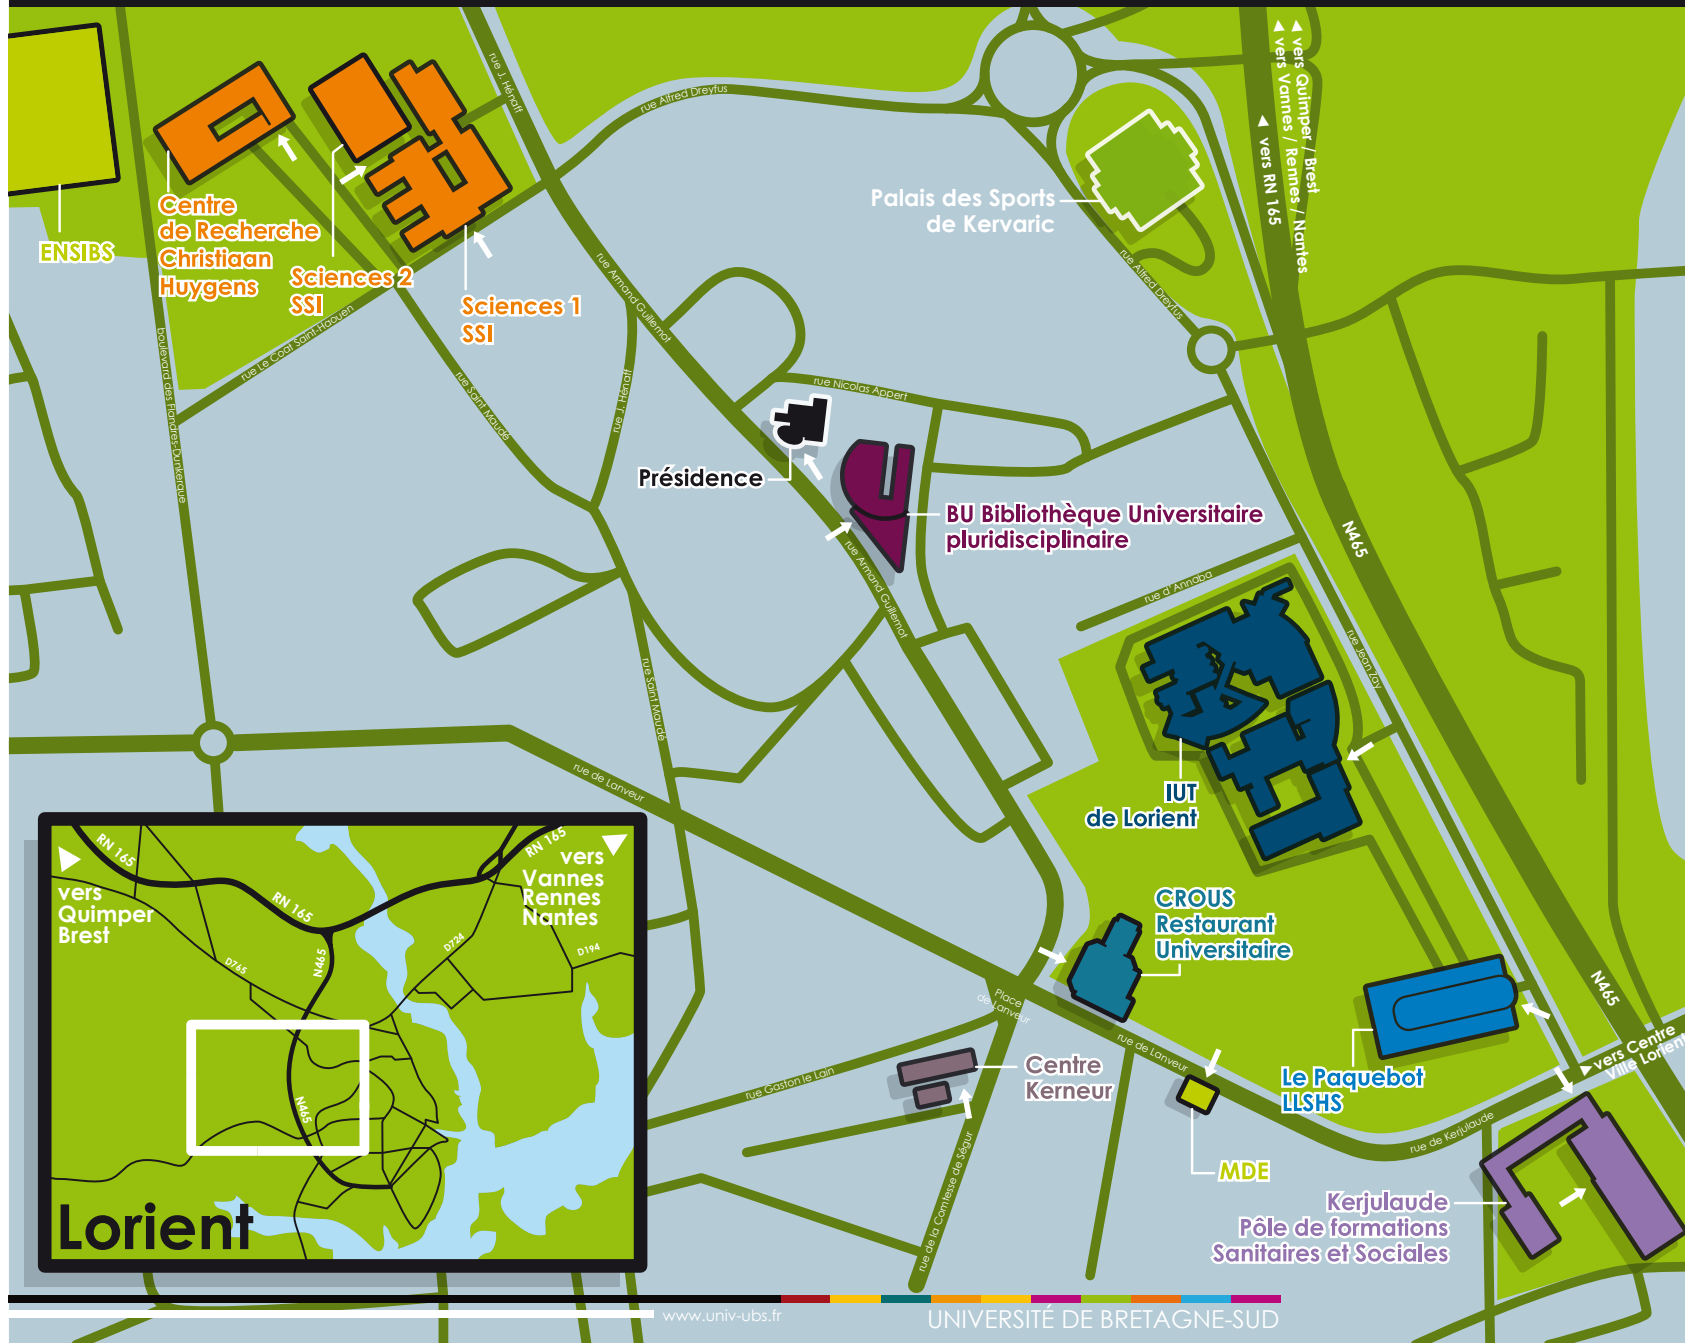 rue J. Hénaff
rue Alfred Dreyfus
vers Quimper / Brest
vers Vannes / Rennes / Nantes
vers RN 165
Palais des Sports
de Kervaric
rue Alfred Dreyfus
ENSIBS
Centre
de Recherche
Christiaan
Huygens
Sciences 2
SSI
Sciences 1
SSI
rue Armand Guillemot
boulevard des Flandres-Dunkerque
rue Le Coat Saint-Haouen
rue Saint Maudé
rue J. Hénaff
rue Nicolas Appert
Présidence
BU Bibliothèque Universitaire
pluridisciplinaire
rue Armand Guillemot
N465
rue d'Annaba
rue Jean Zay
rue Saint Maudé
rue de Lanveur
IUT
de Lorient
CROUS
Restaurant
Universitaire
Place
de Lanveur
N465
rue de Lanveur
vers Centre
Ville Lorient
Centre
Kerneur
rue Gaston le Lain
Le Paquebot
LLSHS
rue de Kerjulaude
MDE
rue de la Comtesse de Ségur
Kerjulaude
Pôle de formations
Sanitaires et Sociales
RN 165
RN 165
vers
Vannes
Rennes
Nantes
vers
Quimper
Brest
RN 165
D724
D194
N465
D765
N465
Lorient
www.univ-ubs.fr
UNIVERSITÉ DE BRETAGNE-SUD